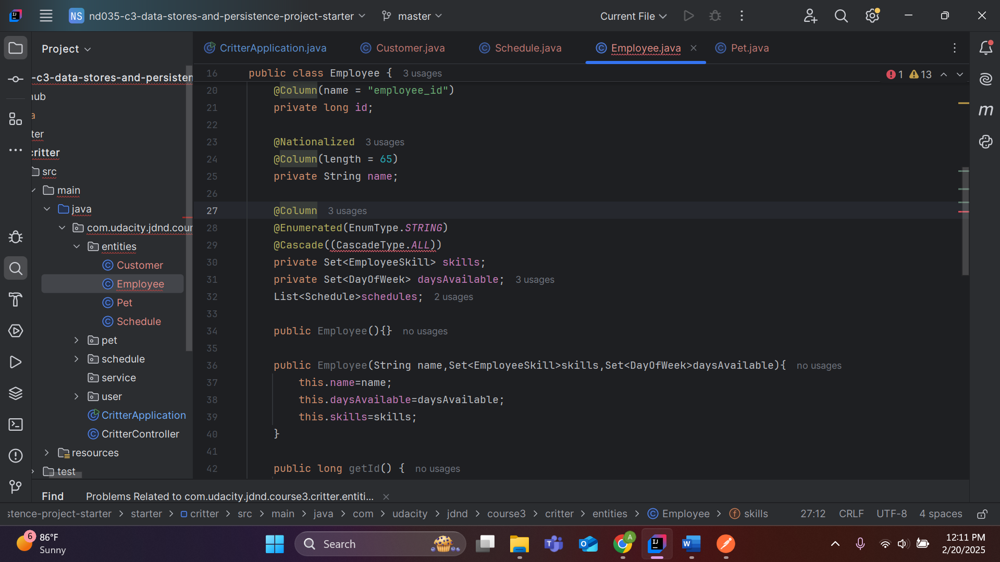 NS nd035-c3-data-stores-and-persistence-project-starter master Current File
Project
CritterApplication.java Customer.java Schedule.java Employee.java Pet.java
-c3-data-stores-and-persisten
hub
a
ter
critter
src
main
java
com.udacity.jdnd.cour
entities
Customer
Employee
Pet
Schedule
pet
schedule
service
user
CritterApplication
CritterController
resources
test
16 public class Employee { 3 usages
1 13
20 @Column(name = "employee_id")
21 private long id;
22
23 @Nationalized 3 usages
24 @Column(length = 65)
25 private String name;
26
27 @Column 3 usages
28 @Enumerated(EnumType.STRING)
29 @Cascade((CascadeType.ALL))
30 private Set<EmployeeSkill> skills;
31 private Set<DayOfWeek> daysAvailable; 3 usages
32 List<Schedule>schedules; 2 usages
33
34 public Employee(){} no usages
35
36 public Employee(String name,Set<EmployeeSkill>skills,Set<DayOfWeek>daysAvailable){ no usages
37 this.name=name;
38 this.daysAvailable=daysAvailable;
39 this.skills=skills;
40 }
41
42 public long getId() { no usages
m
Find Problems Related to com.udacity.jdnd.course3.critter.entiti...
stence-project-starter > starter > critter > src > main > java > com > udacity > jdnd > course3 > critter > entities > Employee > skills 27:12 CRLF UTF-8 4 spaces
6 86°F
Sunny
Search
A
12:11 PM
2/20/2025